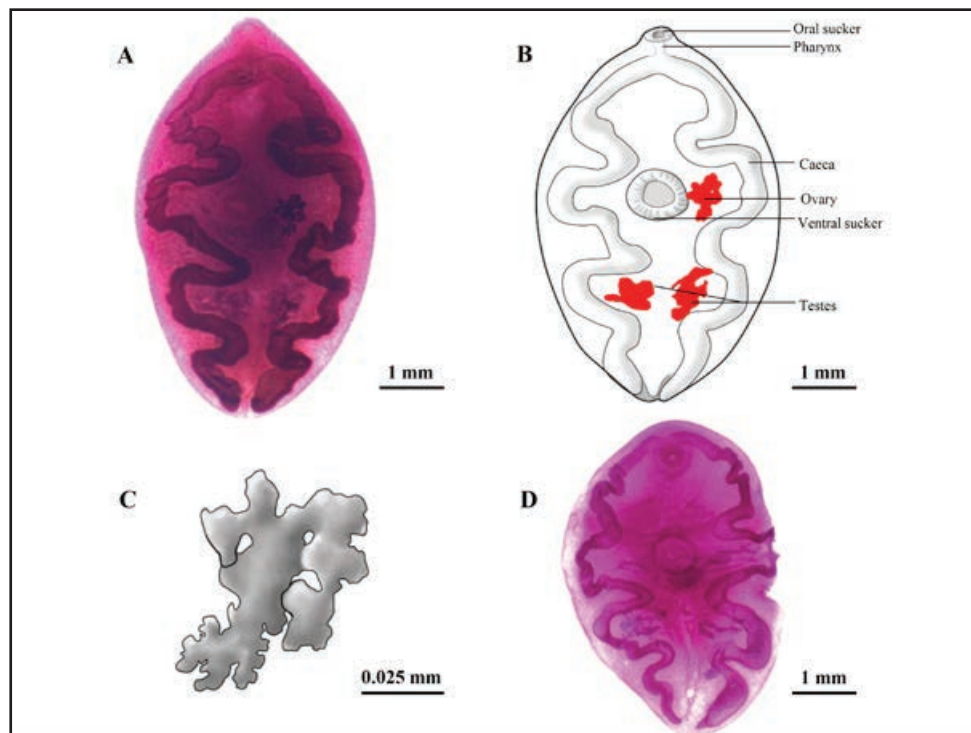 A
B
Oral sucker
Pharynx
Caeca
Ovary
Ventral sucker
Testes
1 mm
1 mm
C
D
0.025 mm
1 mm